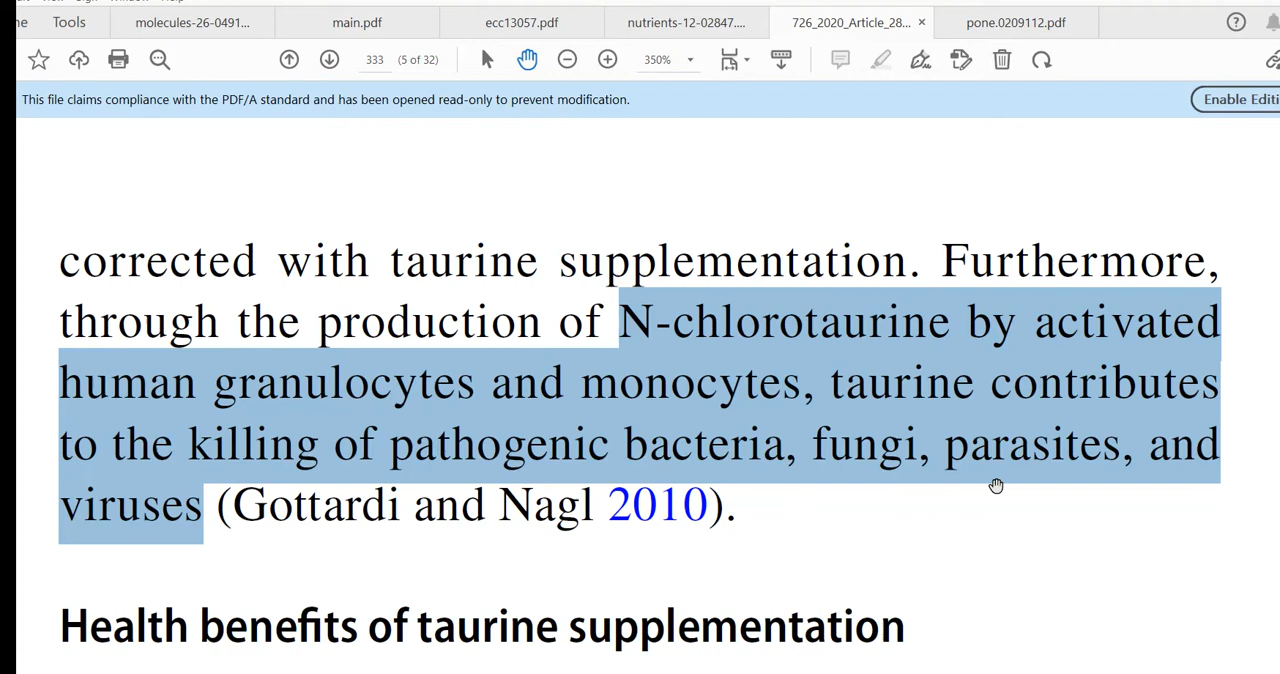 Tools
molecules-26-0491...
main.pdf
ecc13057.pdf
nutrients-12-02847....
726_2020_Article_28...
pone.0209112.pdf
333 (5 of 32)
350%
This file claims compliance with the PDF/A standard and has been opened read-only to prevent modification.
Enable Editi
corrected with taurine supplementation. Furthermore,
through the production of N-chlorotaurine by activated
human granulocytes and monocytes, taurine contributes
to the killing of pathogenic bacteria, fungi, parasites, and
viruses (Gottardi and Nagl 2010).
Health benefits of taurine supplementation